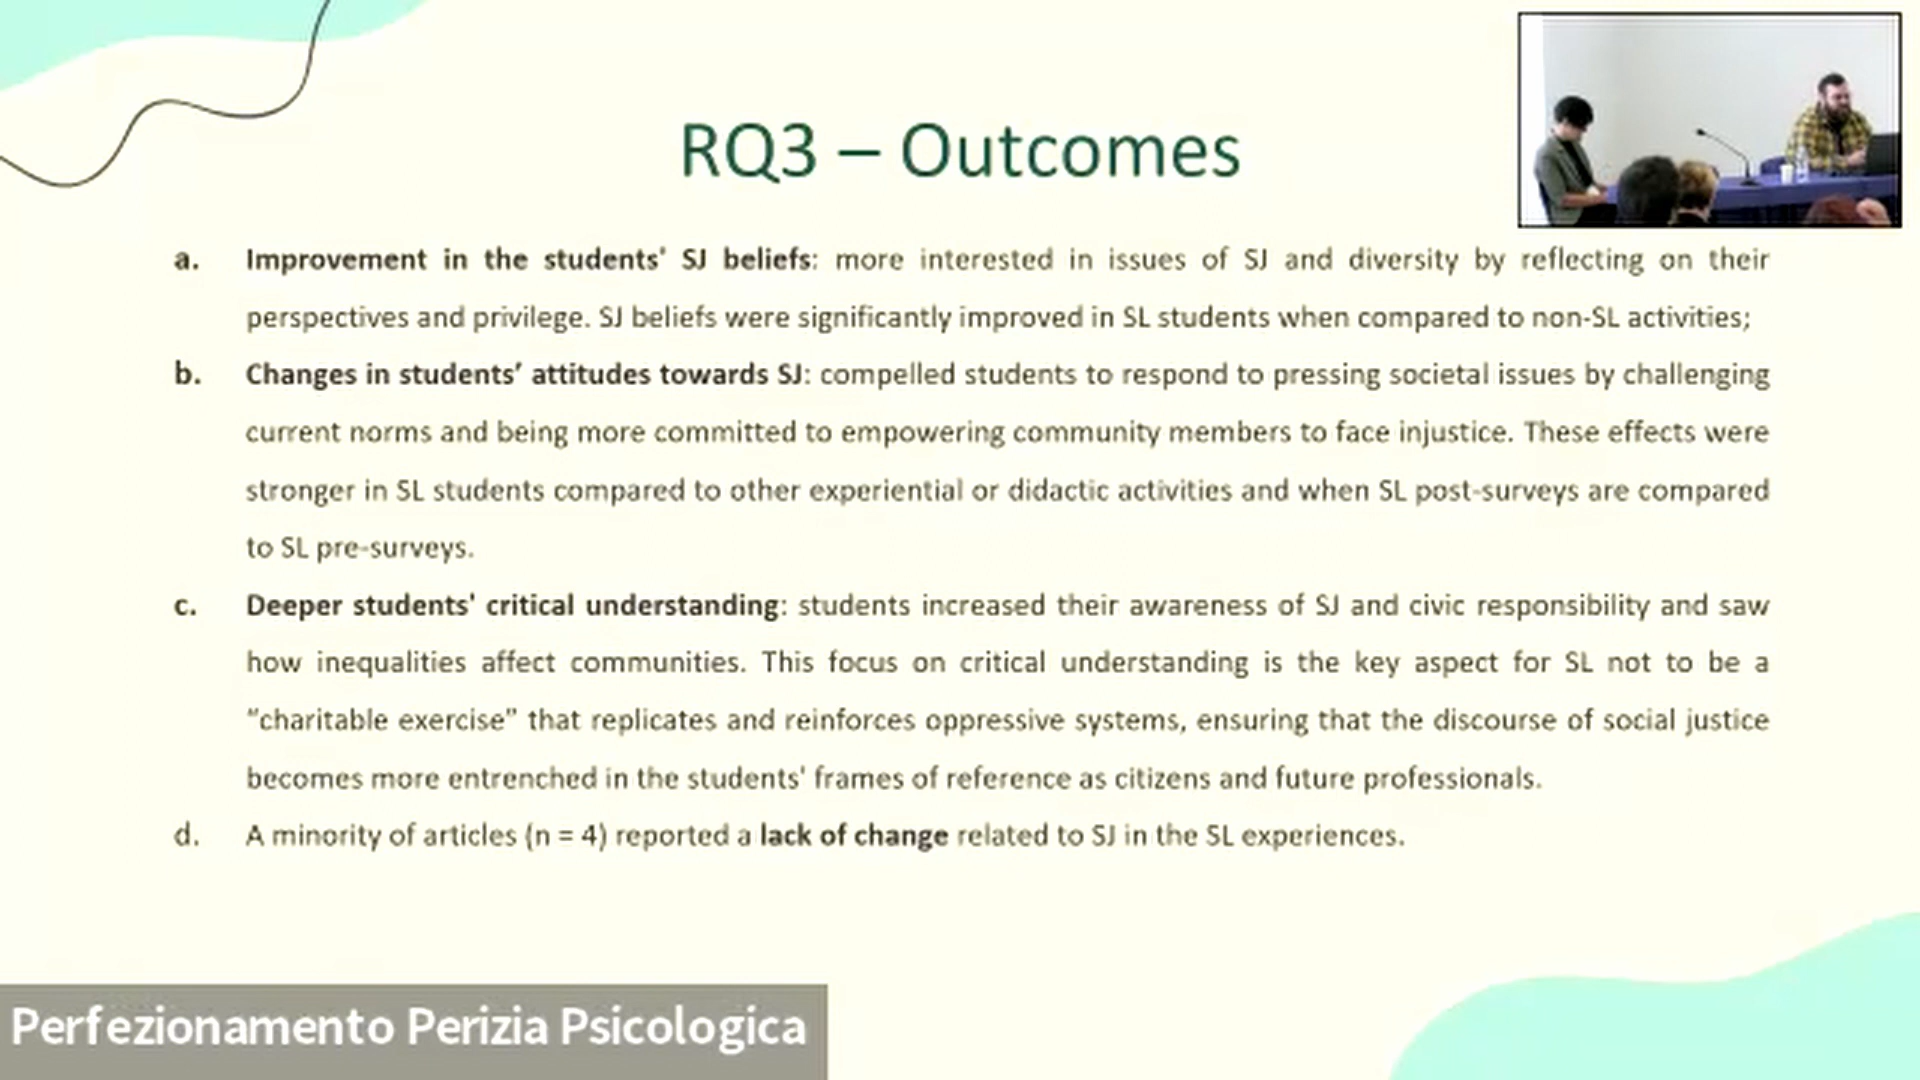 RQ3 – Outcomes
a. Improvement in the students' SJ beliefs: more interested in issues of SJ and diversity by reflecting on their
perspectives and privilege. SJ beliefs were significantly improved in SL students when compared to non-SL activities;
b. Changes in students’ attitudes towards SJ: compelled students to respond to pressing societal issues by challenging
current norms and being more committed to empowering community members to face injustice. These effects were
stronger in SL students compared to other experiential or didactic activities and when SL post-surveys are compared
to SL pre-surveys.
c. Deeper students' critical understanding: students increased their awareness of SJ and civic responsibility and saw
how inequalities affect communities. This focus on critical understanding is the key aspect for SL not to be a
“charitable exercise” that replicates and reinforces oppressive systems, ensuring that the discourse of social justice
becomes more entrenched in the students' frames of reference as citizens and future professionals.
d. A minority of articles (n = 4) reported a lack of change related to SJ in the SL experiences.
Perfezionamento Perizia Psicologica